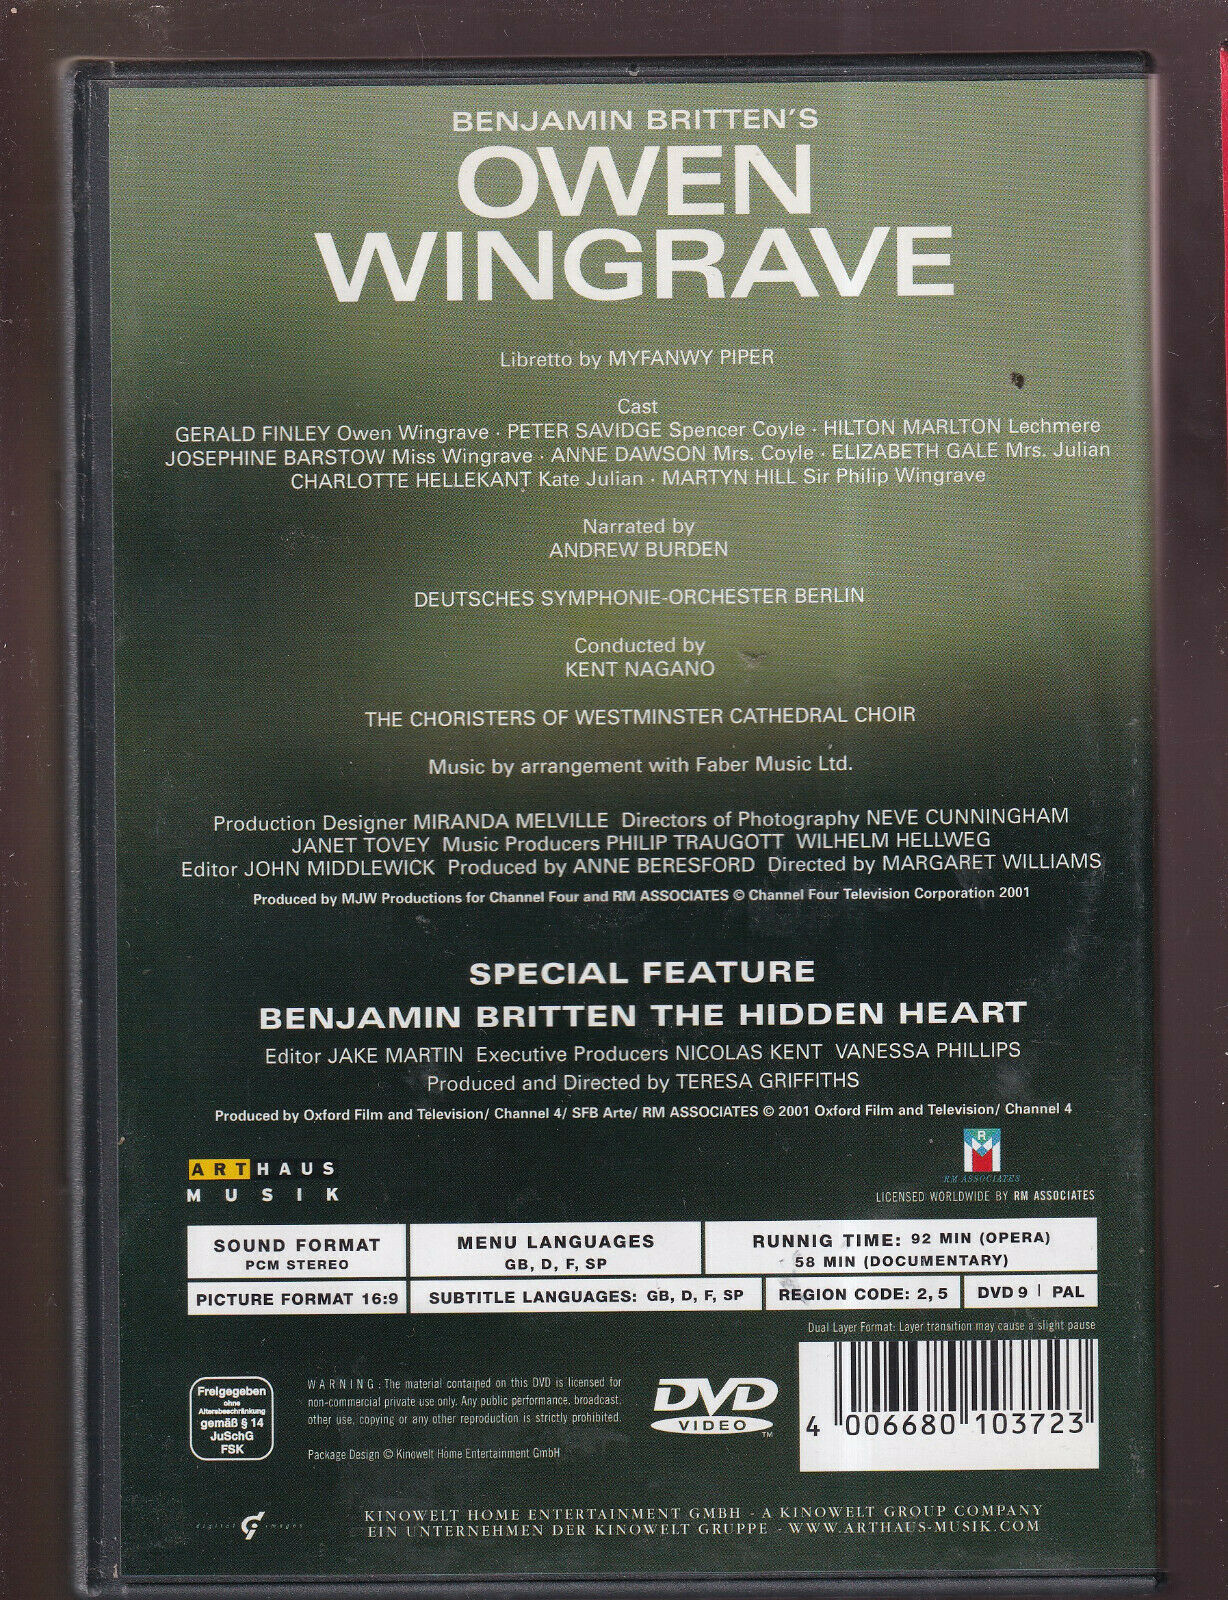 BENJAMIN BRITTEN'S
OWEN
WINGRAVE
Libretto by MYFANWY PIPER
Cast
GERALD FINLEY Owen Wingrave · PETER SAVIDGE Spencer Coyle · HILTON MARLTON Lechmere
JOSEPHINE BARSTOW Miss Wingrave · ANNE DAWSON Mrs. Coyle · ELIZABETH GALE Mrs. Julian
CHARLOTTE HELLEKANT Kate Julian · MARTYN HILL Sir Philip Wingrave
Narrated by
ANDREW BURDEN
DEUTSCHES SYMPHONIE-ORCHESTER BERLIN
Conducted by
KENT NAGANO
THE CHORISTERS OF WESTMINSTER CATHEDRAL CHOIR
Music by arrangement with Faber Music Ltd.
Production Designer MIRANDA MELVILLE Directors of Photography NEVE CUNNINGHAM
JANET TOVEY Music Producers PHILIP TRAUGOTT WILHELM HELLWEG
Editor JOHN MIDDLEWICK Produced by ANNE BERESFORD Directed by MARGARET WILLIAMS
Produced by MJW Productions for Channel Four and RM ASSOCIATES © Channel Four Television Corporation 2001
SPECIAL FEATURE
BENJAMIN BRITTEN THE HIDDEN HEART
Editor JAKE MARTIN Executive Producers NICOLAS KENT VANESSA PHILLIPS
Produced and Directed by TERESA GRIFFITHS
Produced by Oxford Film and Television/ Channel 4/ SFB Arte/ RM ASSOCIATES © 2001 Oxford Film and Television/ Channel 4
ARTHAUS
MUSIK
R
M
RM ASSOCIATES
LICENSED WORLDWIDE BY RM ASSOCIATES
SOUND FORMAT
PCM STEREO
MENU LANGUAGES
GB, D, F, SP
RUNNIG TIME: 92 MIN (OPERA)
58 MIN (DOCUMENTARY)
PICTURE FORMAT 16:9
SUBTITLE LANGUAGES: GB, D, F, SP
REGION CODE: 2, 5
DVD 9 | PAL
Dual Layer Format: Layer transition may cause a slight pause
Freigegeben
ohne
Altersbeschränkung
gemäß § 14
JuSchG
FSK
WARNING: The material contained on this DVD is licensed for
non-commercial private use only. Any public performance, broadcast,
other use, copying or any other reproduction is strictly prohibited.
Package Design © Kinowelt Home Entertainment GmbH
DVD
VIDEO
TM
4 006680 103723
digital images
KINOWELT HOME ENTERTAINMENT GMBH - A KINOWELT GROUP COMPANY
EIN UNTERNEHMEN DER KINOWELT GRUPPE - WWW.ARTHAUS-MUSIK.COM